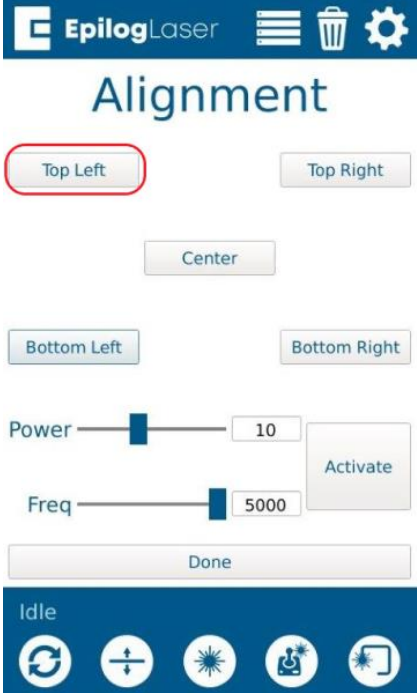 EpilogLaser
Alignment
Top Left
Top Right
Center
Bottom Left
Bottom Right
Power 10
Activate
Freq 5000
Done
Idle